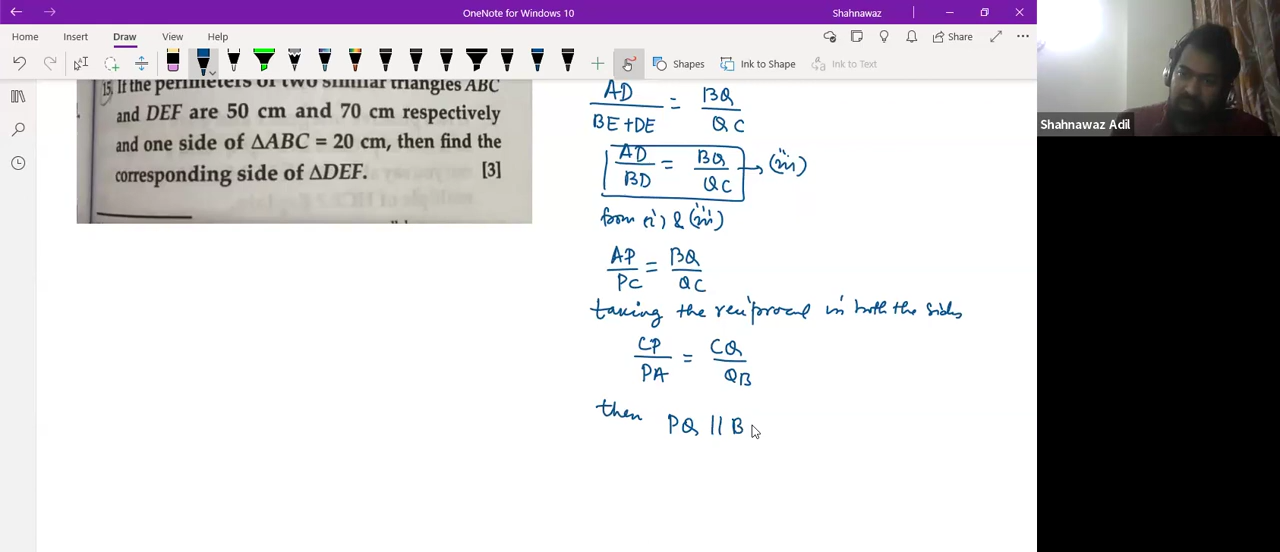 OneNote for Windows 10
Shahnawaz
Home Insert Draw View Help
Share
Shapes
Ink to Shape
Ink to Text
15. If the perimeters of two similar triangles ABC
and DEF are 50 cm and 70 cm respectively
and one side of ΔABC = 20 cm, then find the
corresponding side of ΔDEF. [3]
AD/BE+DE = BQ/QC
AD/BD = BQ/QC → (iii)
from (i) & (iii)
AP/PC = BQ/QC
taking the reciprocal in both the sides
CP/PA = CQ/QB
then PQ || B
Shahnawaz Adil